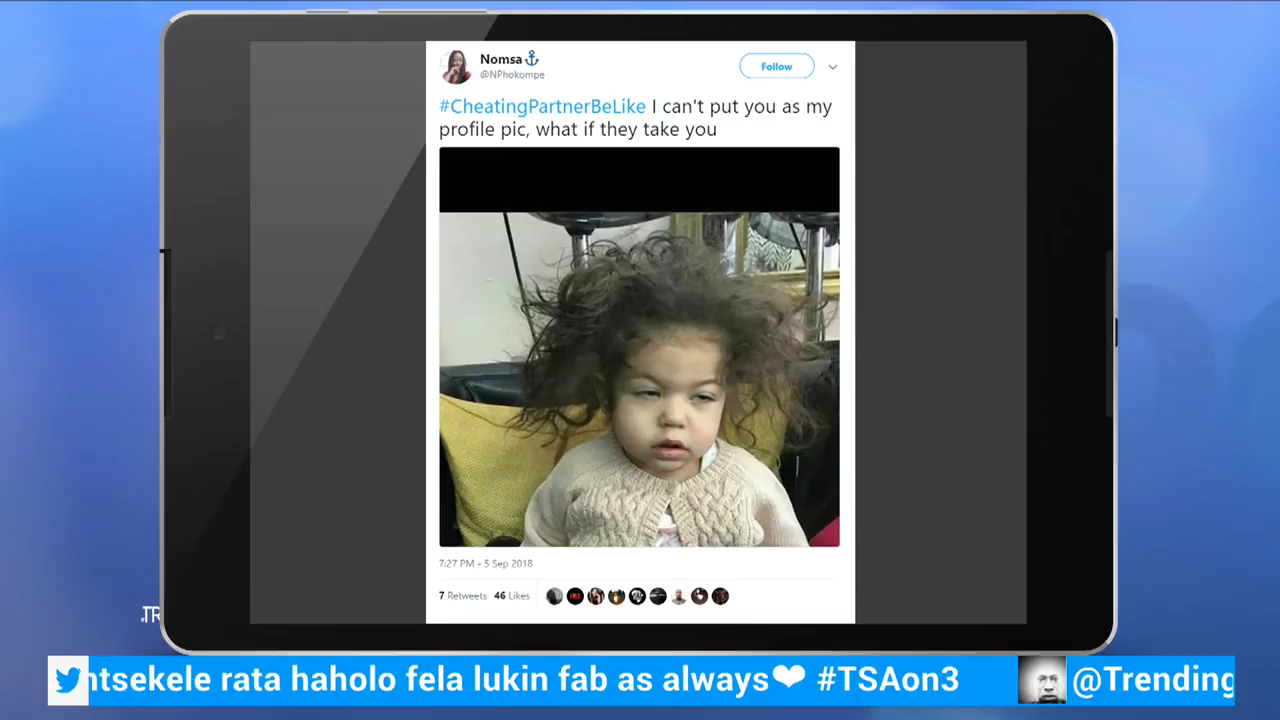 Nomsa
@NPhokompe
Follow
#CheatingPartnerBeLike I can't put you as my
profile pic, what if they take you
7:27 PM - 5 Sep 2018
7 Retweets 46 Likes
ntsekele rata haholo fela lukin fab as always❤ #TSAon3
@Trending